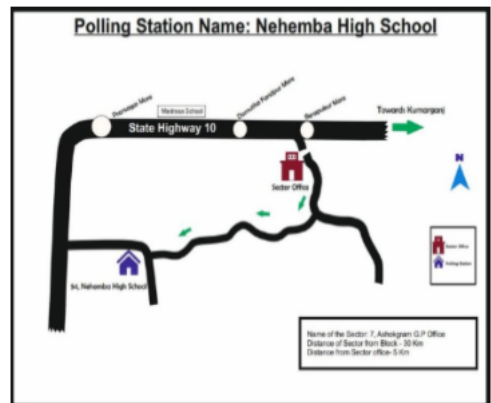 Polling Station Name: Nehemba High School
Madrasa School
Towards Kumarganj
State Highway 10
N
Sector Office
Sector Office
Polling Station
54, Nehemba High School
Name of the Sector: 7, Ashokgram G.P Office
Distance of Sector from Block - 30 Km
Distance from Sector office- 5 Km